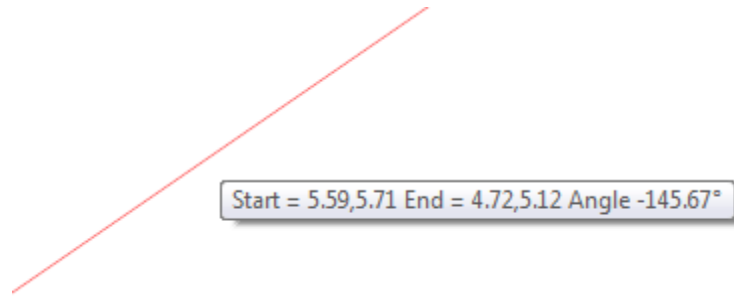 Start = 5.59,5.71 End = 4.72,5.12 Angle -145.67°